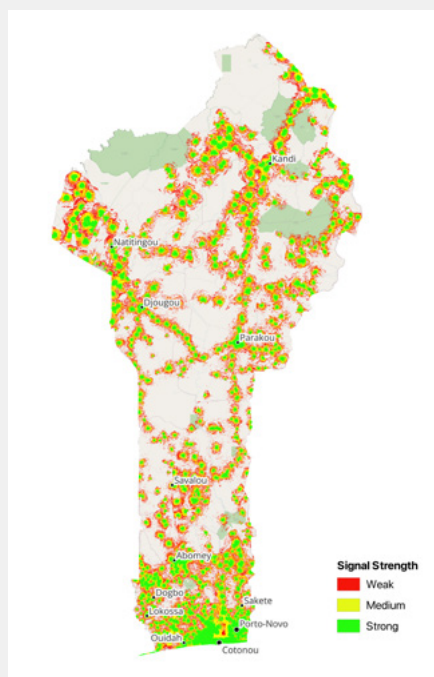 Kandi
Natitingou
Djougou
Parakou
Savalou
Abomey
Signal Strength
Weak
Dogbo
Sakete
Medium
Lokossa
Porto-Novo
Strong
Ouidah
Cotonou